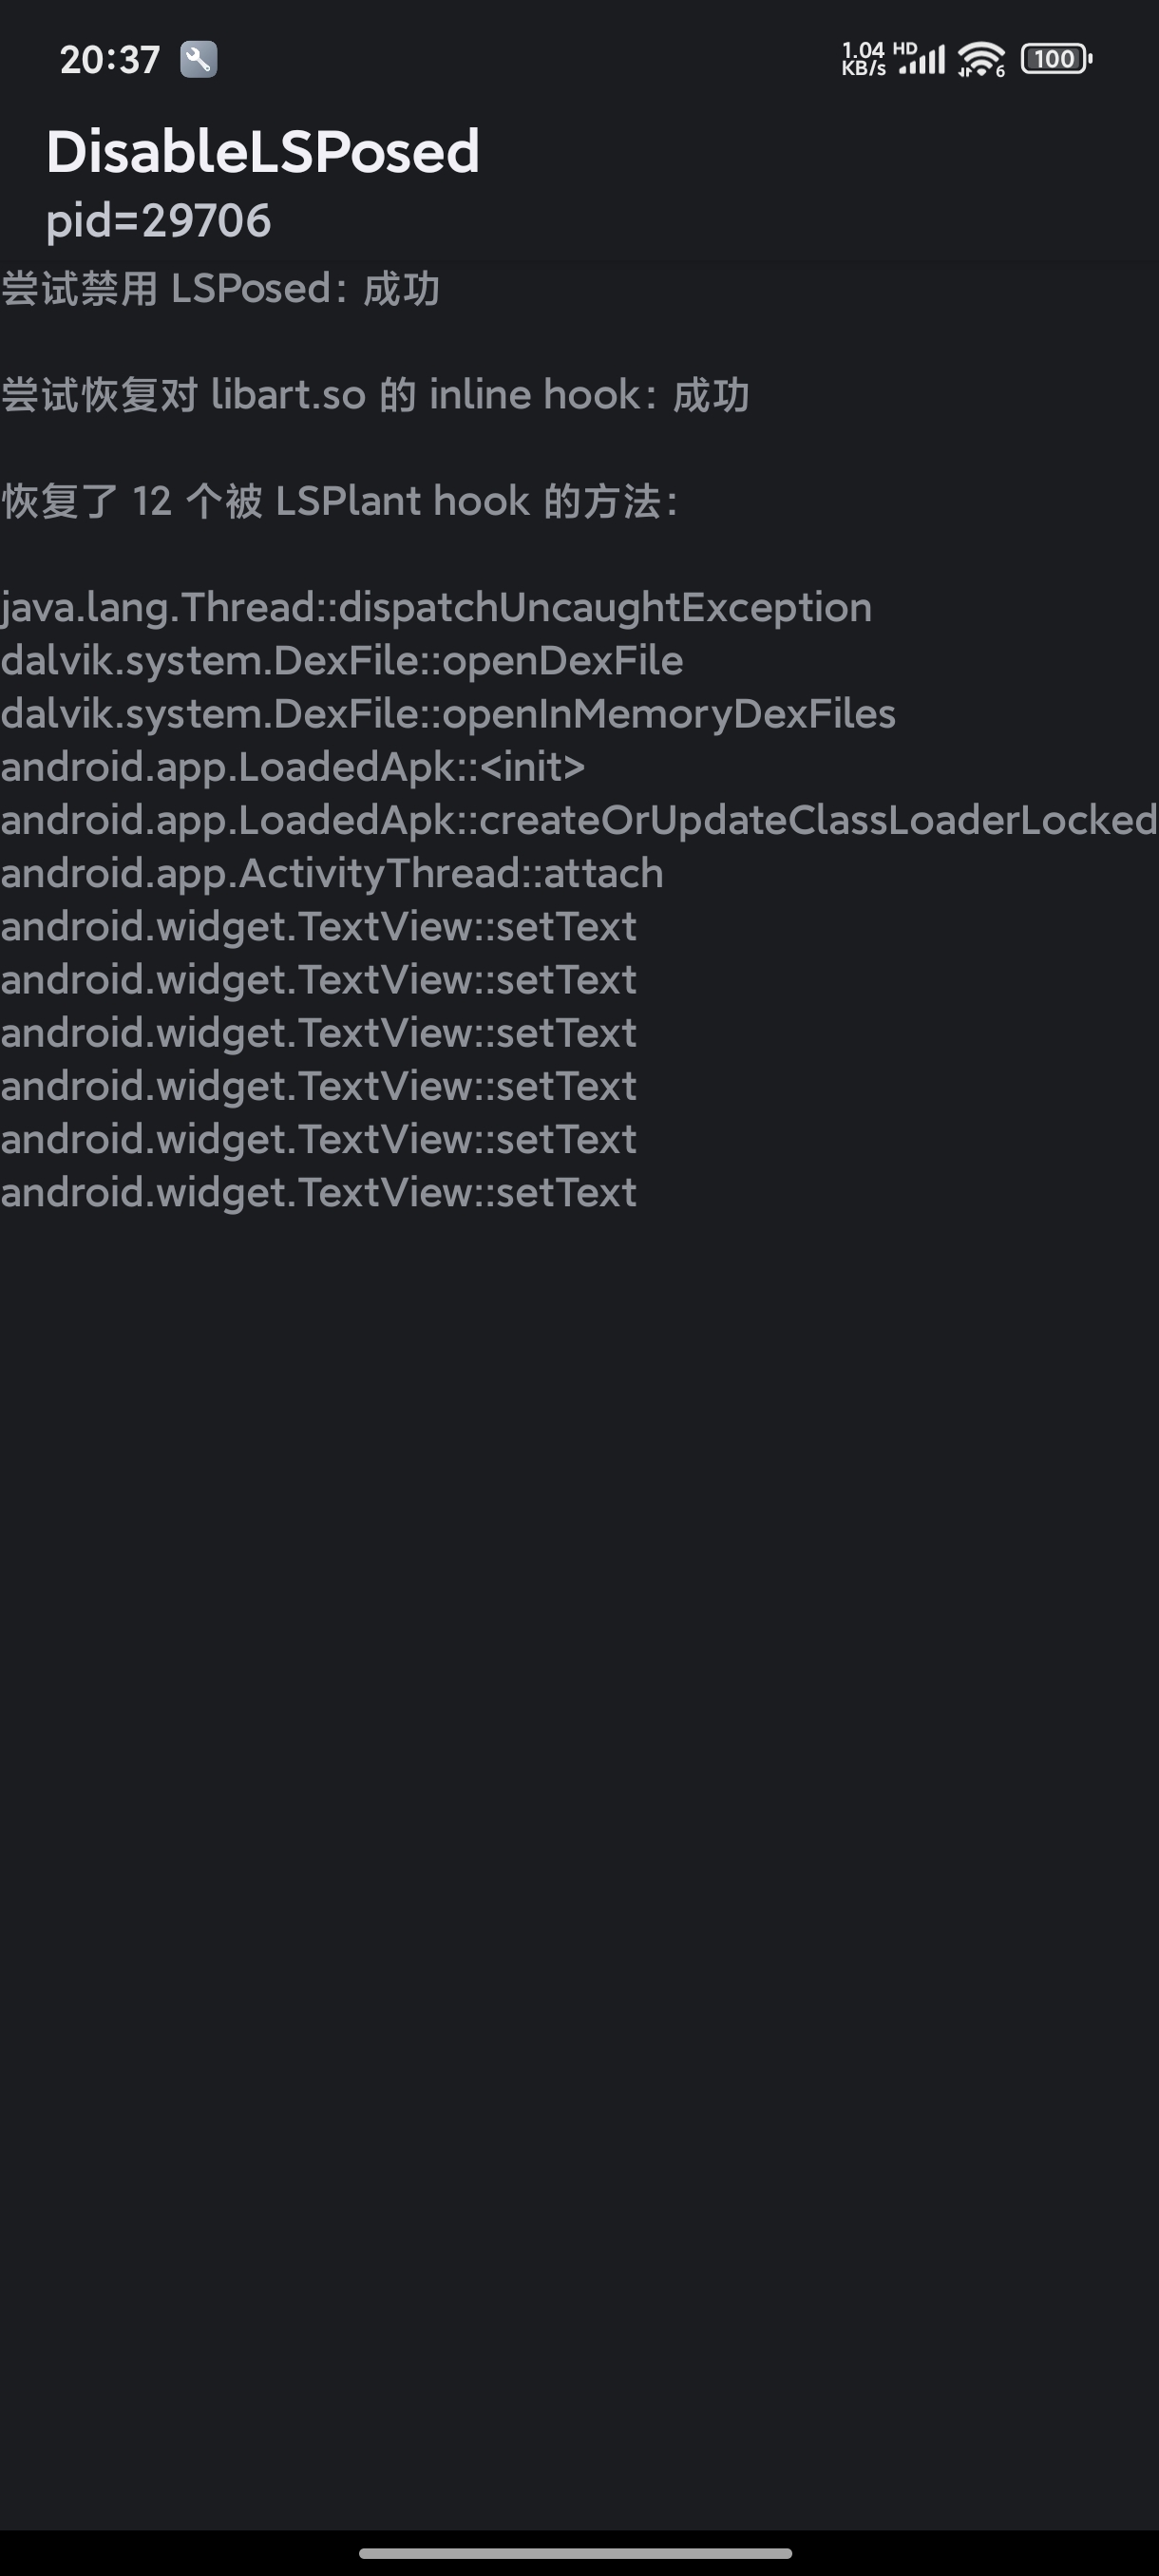 20:37
1.04 KB/s HD 6 100
DisableLSPosed
pid=29706
尝试禁用 LSPosed: 成功
尝试恢复对 libart.so 的 inline hook: 成功
恢复了 12 个被 LSPlant hook 的方法:
java.lang.Thread::dispatchUncaughtException
dalvik.system.DexFile::openDexFile
dalvik.system.DexFile::openInMemoryDexFiles
android.app.LoadedApk::<init>
android.app.LoadedApk::createOrUpdateClassLoaderLocked
android.app.ActivityThread::attach
android.widget.TextView::setText
android.widget.TextView::setText
android.widget.TextView::setText
android.widget.TextView::setText
android.widget.TextView::setText
android.widget.TextView::setText